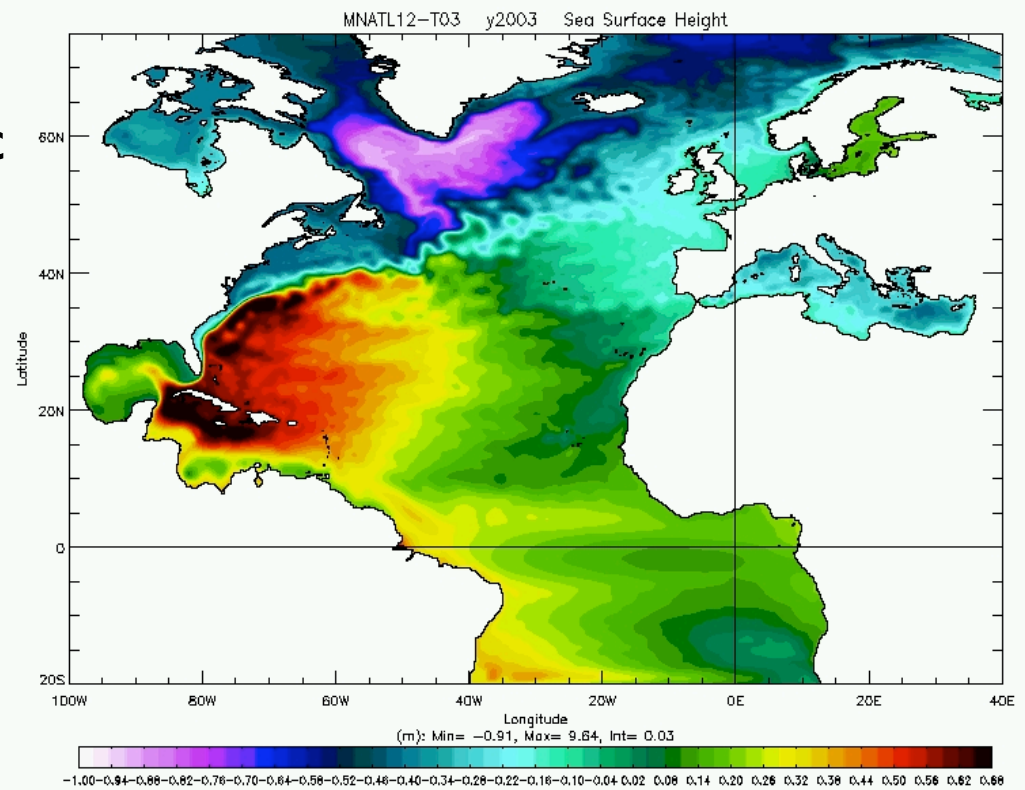 MNATL12-T03 y2003 Sea Surface Height
60N
40N
20N
0
20S
Latitude
100W 80W 60W 40W 20W 0E 20E 40E
Longitude
(m): Min= -0.91, Max= 9.64, Int= 0.03
-1.00 -0.94 -0.88 -0.82 -0.76 -0.70 -0.64 -0.58 -0.52 -0.46 -0.40 -0.34 -0.28 -0.22 -0.16 -0.10 -0.04 0.02 0.08 0.14 0.20 0.26 0.32 0.38 0.44 0.50 0.56 0.62 0.68